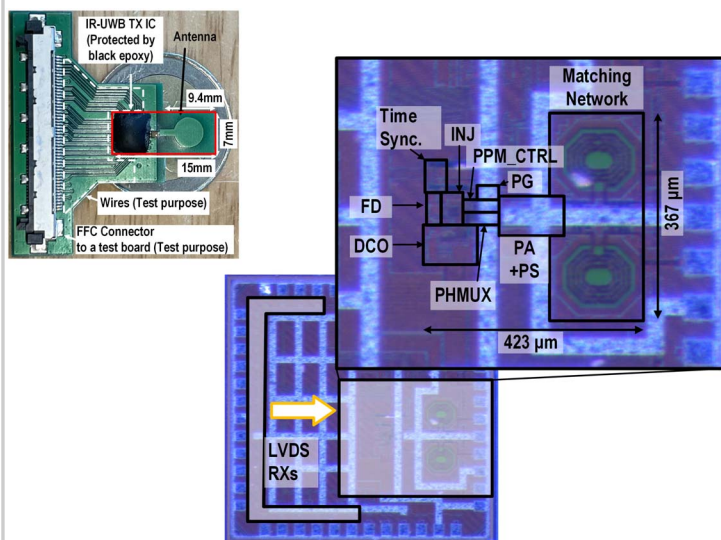 IR-UWB TX IC
(Protected by
black epoxy)
Antenna
9.4mm
7mm
15mm
Wires (Test purpose)
FFC Connector
to a test board (Test purpose)
Matching
Network
Time
Sync.
INJ
PPM_CTRL
PG
FD
DCO
PHMUX
PA
+PS
367 µm
423 µm
LVDS
RXs